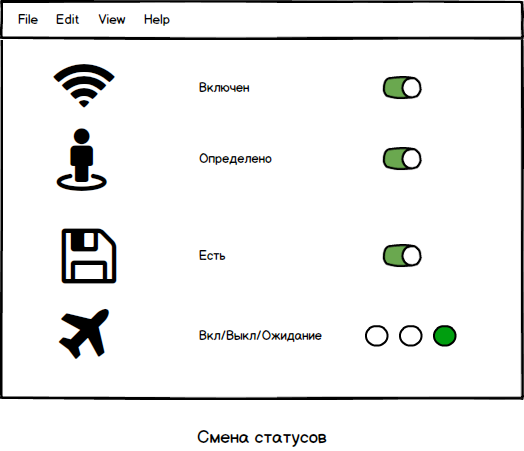 File Edit View Help
Включен
Определено
Есть
Вкл/Выкл/Ожидание
Смена статусов